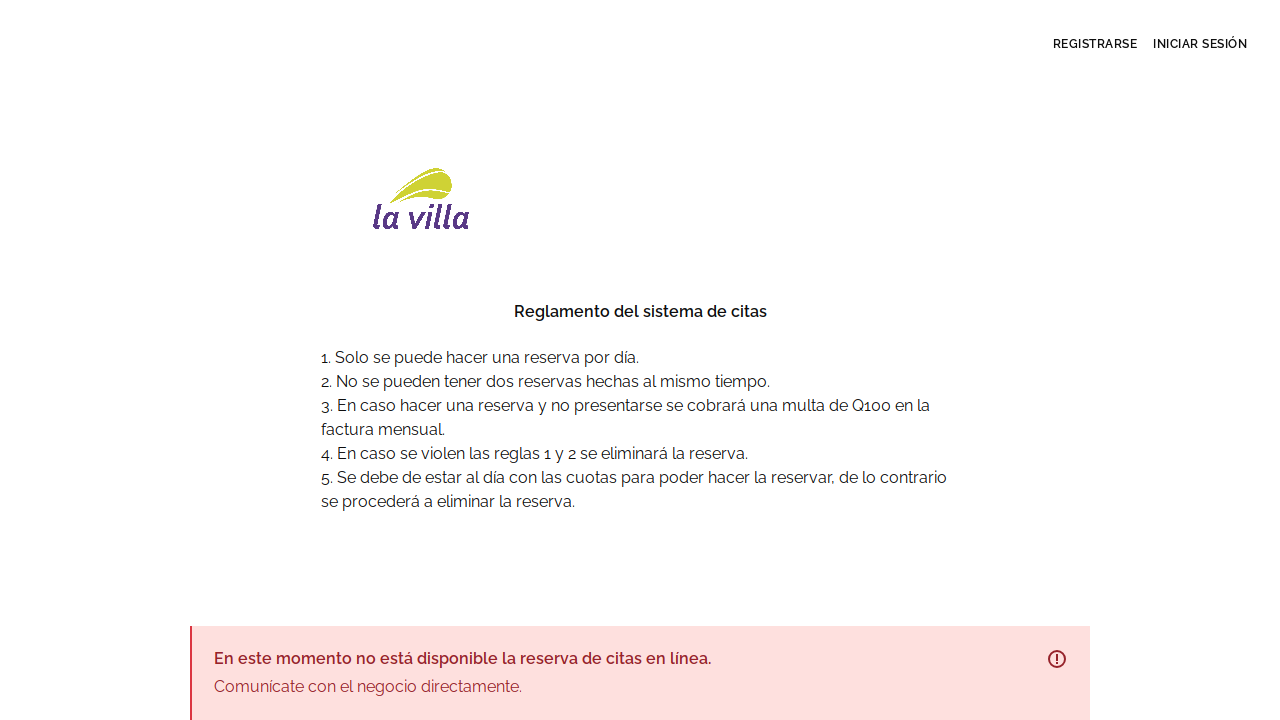 REGISTRARSE INICIAR SESIÓN
la villa
Reglamento del sistema de citas
1. Solo se puede hacer una reserva por día.
2. No se pueden tener dos reservas hechas al mismo tiempo.
3. En caso hacer una reserva y no presentarse se cobrará una multa de Q100 en la
factura mensual.
4. En caso se violen las reglas 1 y 2 se eliminará la reserva.
5. Se debe de estar al día con las cuotas para poder hacer la reservar, de lo contrario
se procederá a eliminar la reserva.
En este momento no está disponible la reserva de citas en línea.
Comunícate con el negocio directamente.